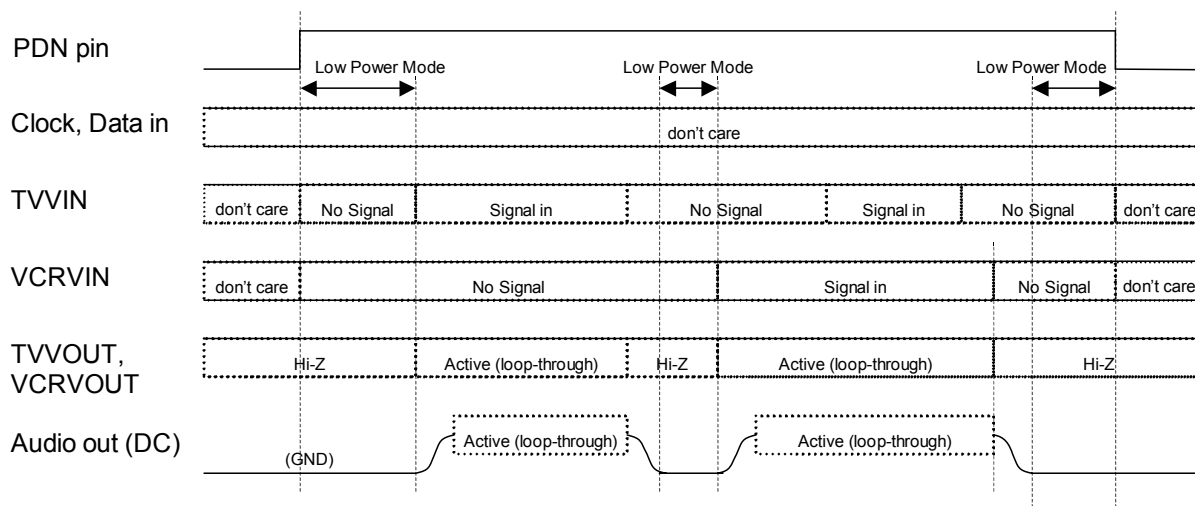 PDN pin
Low Power Mode Low Power Mode Low Power Mode
Clock, Data in
don't care
TVVIN
don't care No Signal Signal in No Signal Signal in No Signal don't care
VCRVIN
don't care No Signal Signal in No Signal don't care
TVVOUT,
VCRVOUT
Hi-Z Active (loop-through) Hi-Z Active (loop-through) Hi-Z
Audio out (DC)
(GND) Active (loop-through) Active (loop-through)